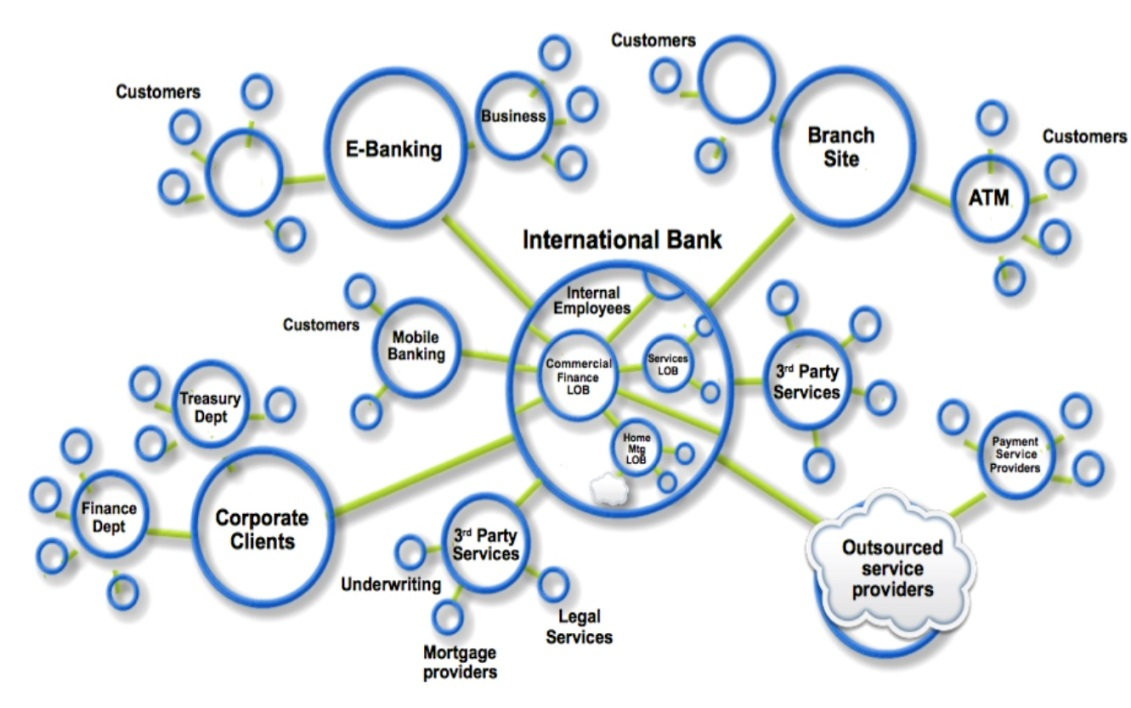 Customers
Customers
Business
E-Banking
Branch
Site
Customers
ATM
International Bank
Internal
Employees
Customers
Mobile
Banking
Commercial
Finance
LOB
Services
LOB
3rd Party
Services
Treasury
Dept
Home
Mtg
LOB
Payment
Service
Providers
Finance
Dept
Corporate
Clients
3rd Party
Services
Underwriting
Legal
Services
Mortgage
providers
Outsourced
service
providers